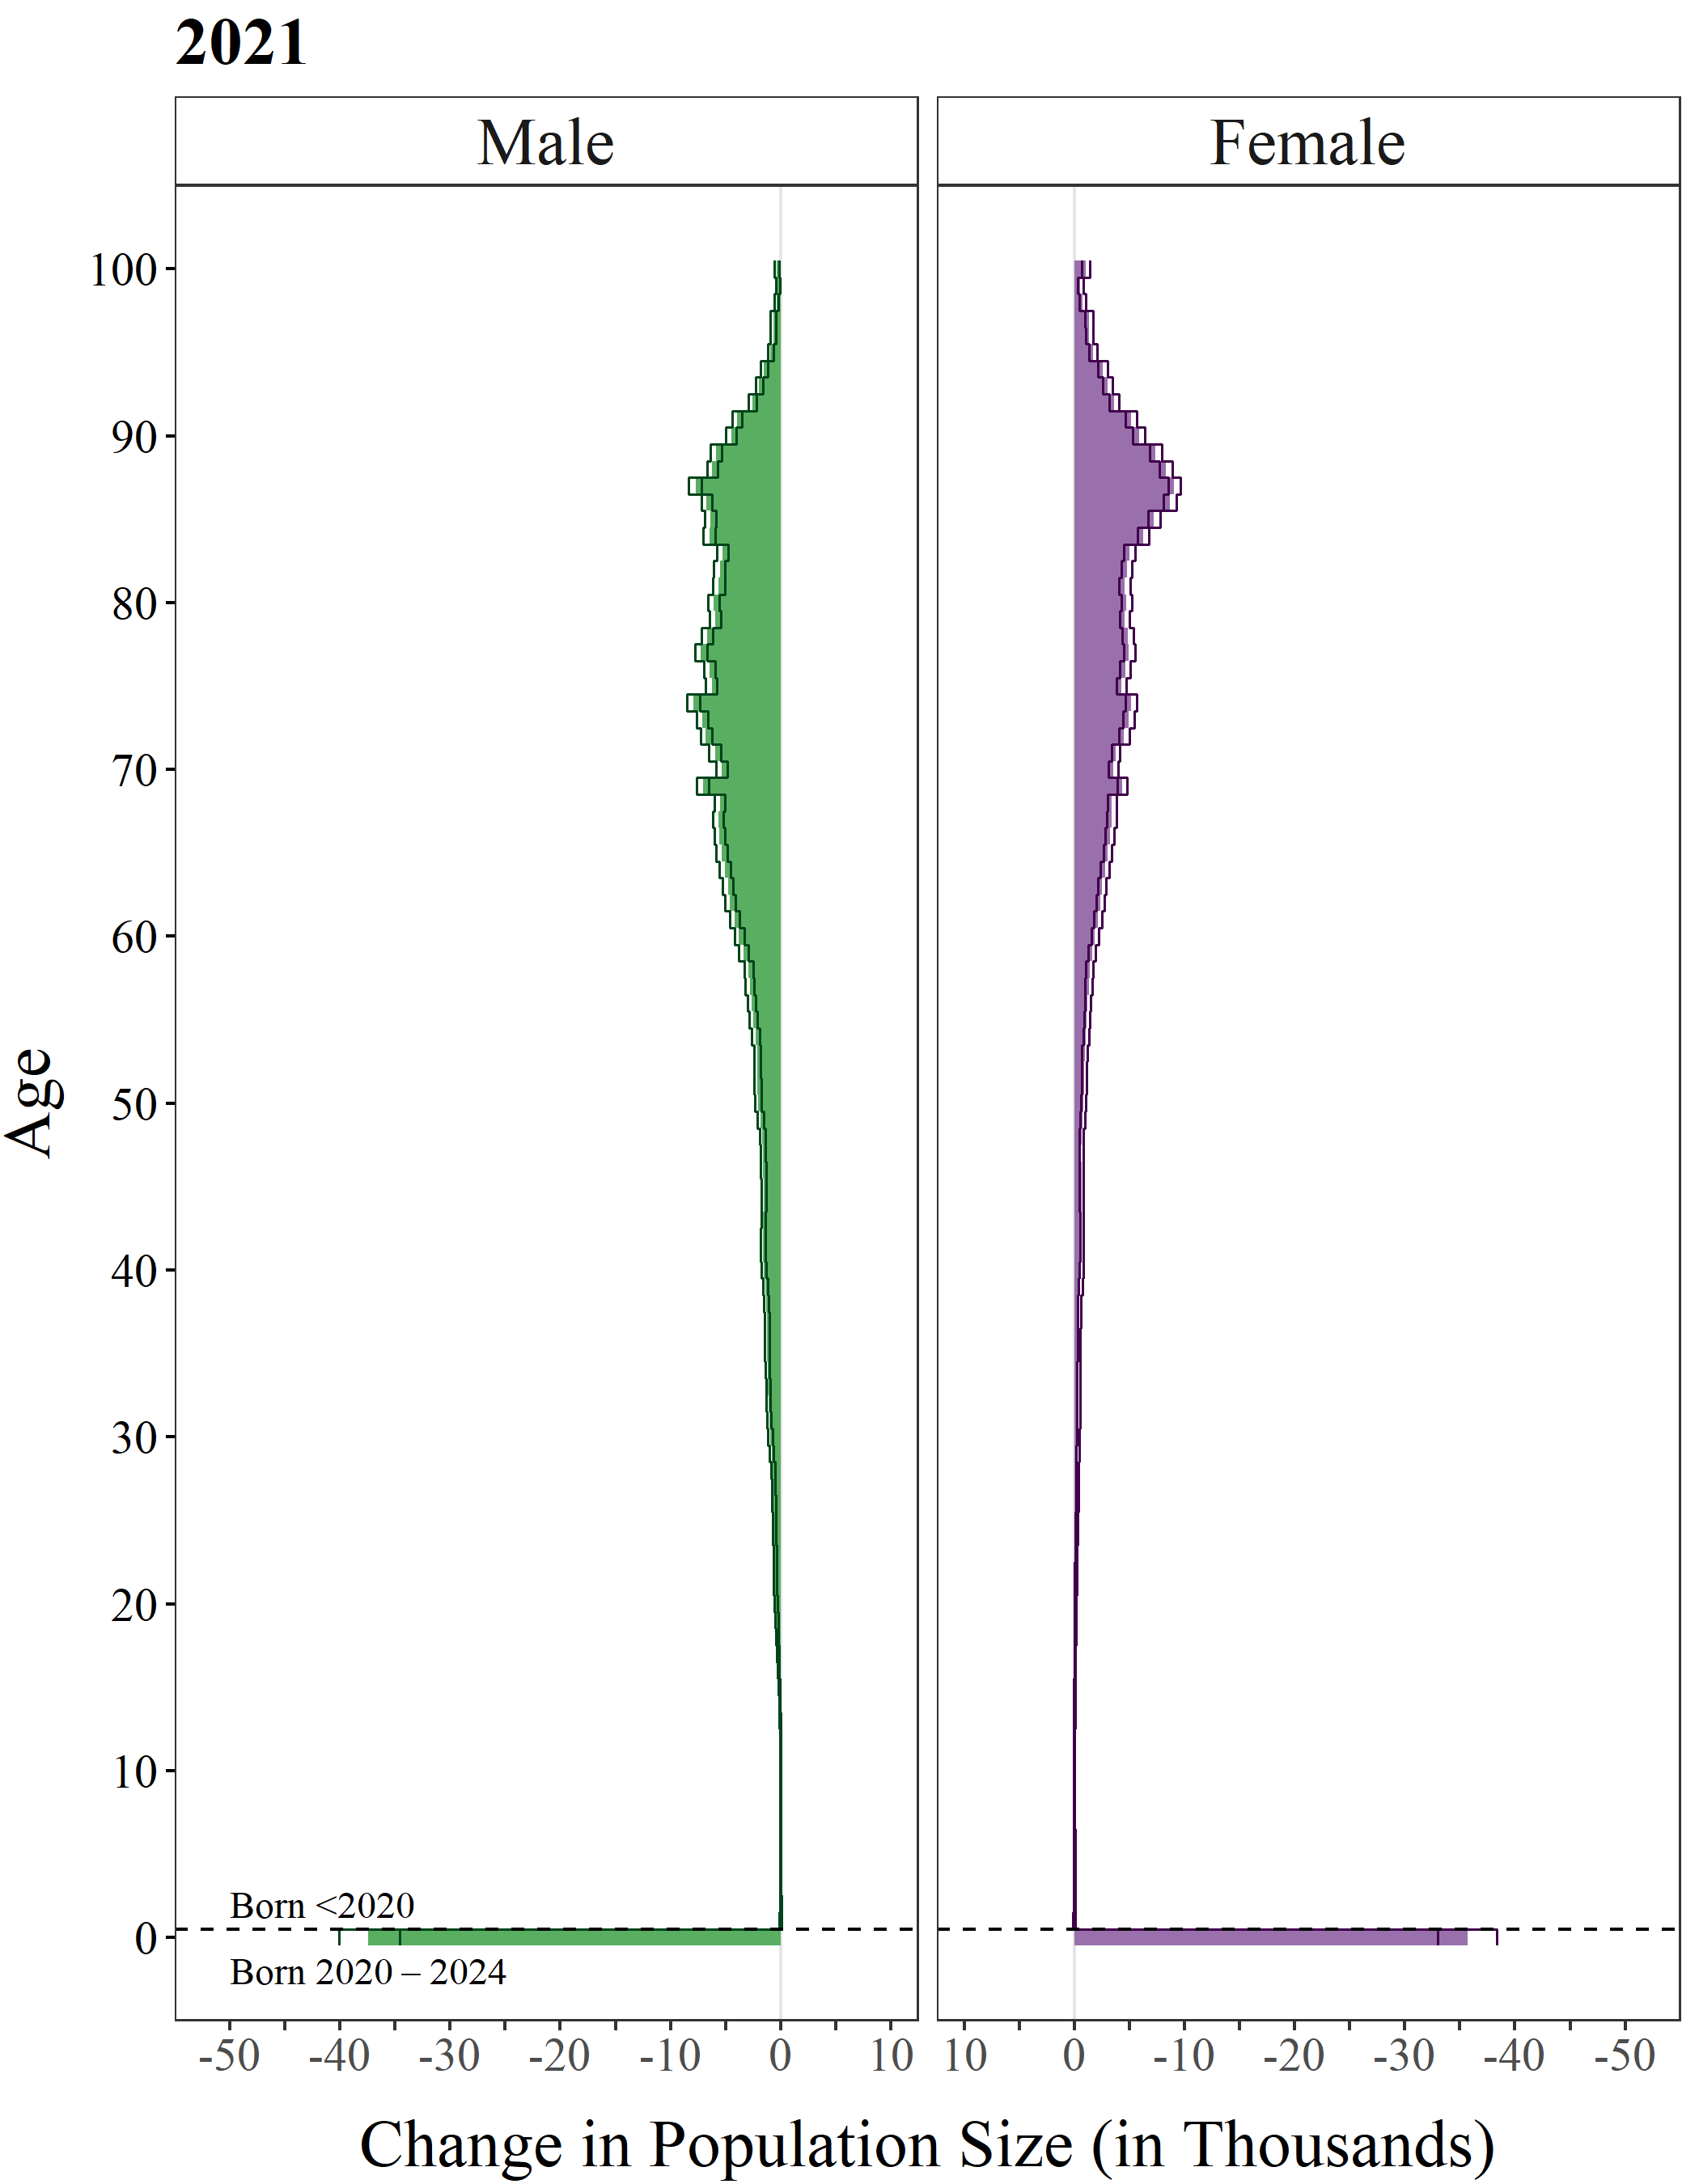 2021
Male
Female
Age
100
90
80
70
60
50
40
30
20
10
0
Born <2020
Born 2020 – 2024
-50 -40 -30 -20 -10 0 10
10 0 -10 -20 -30 -40 -50
Change in Population Size (in Thousands)